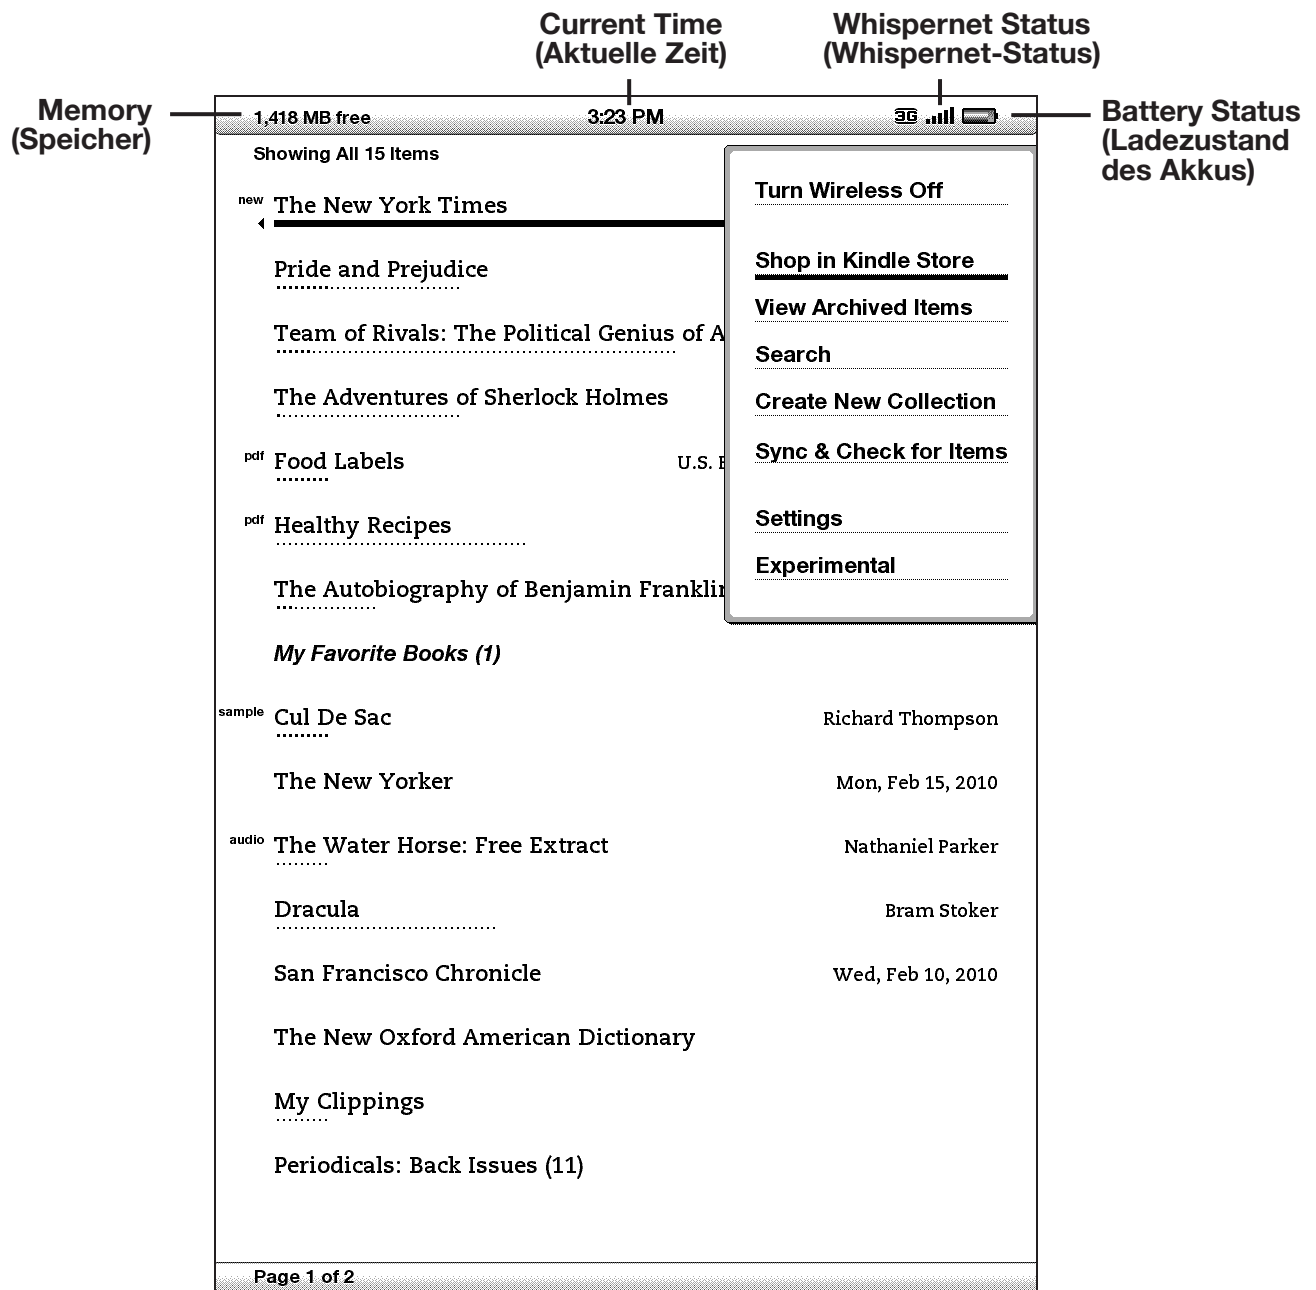 Current Time
(Aktuelle Zeit)
Whispernet Status
(Whispernet-Status)
Memory
(Speicher)
Battery Status
(Ladezustand
des Akkus)
1,418 MB free
3:23 PM
3G
Showing All 15 Items
new The New York Times
Pride and Prejudice
Team of Rivals: The Political Genius of A
The Adventures of Sherlock Holmes
pdf Food Labels U.S.
pdf Healthy Recipes
The Autobiography of Benjamin Franklin
My Favorite Books (1)
sample Cul De Sac Richard Thompson
The New Yorker Mon, Feb 15, 2010
audio The Water Horse: Free Extract Nathaniel Parker
Dracula Bram Stoker
San Francisco Chronicle Wed, Feb 10, 2010
The New Oxford American Dictionary
My Clippings
Periodicals: Back Issues (11)
Turn Wireless Off
Shop in Kindle Store
View Archived Items
Search
Create New Collection
Sync & Check for Items
Settings
Experimental
Page 1 of 2